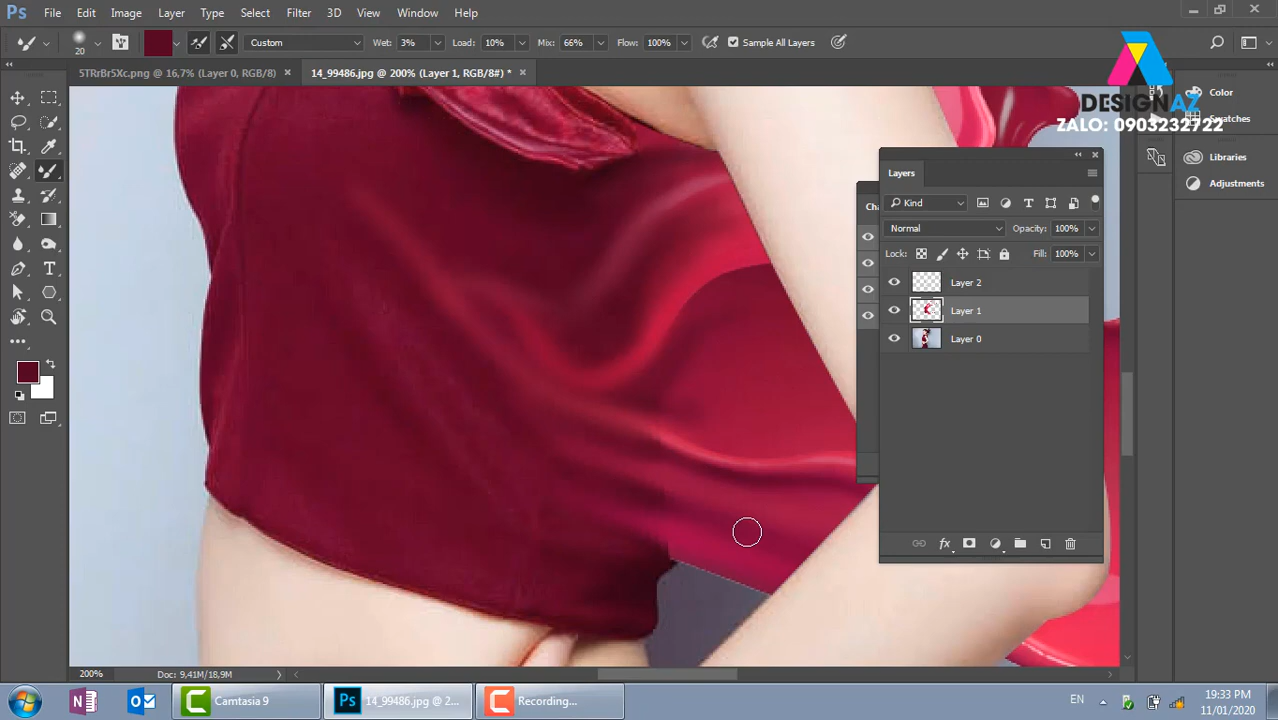 Ps File Edit Image Layer Type Select Filter 3D View Window Help
20 Custom Wet: 3% Load: 10% Mix: 66% Flow: 100% Sample All Layers
5TRrBrSXc.png @ 16,7% (Layer 0, RGB/8) × 14_99486.jpg @ 200% (Layer 1, RGB/8#) * ×
DESIGNAZ
ZALO: 0903232722
Color
Swatches
Libraries
Adjustments
Layers
Kind
Cha
Normal Opacity: 100%
Lock: Fill: 100%
Layer 2
Layer 1
Layer 0
fx
200% Doc: 9,41M/18,9M
Camtasia 9 Ps 14_99486.jpg @ 2... Recording... EN 19:33 PM
11/01/2020